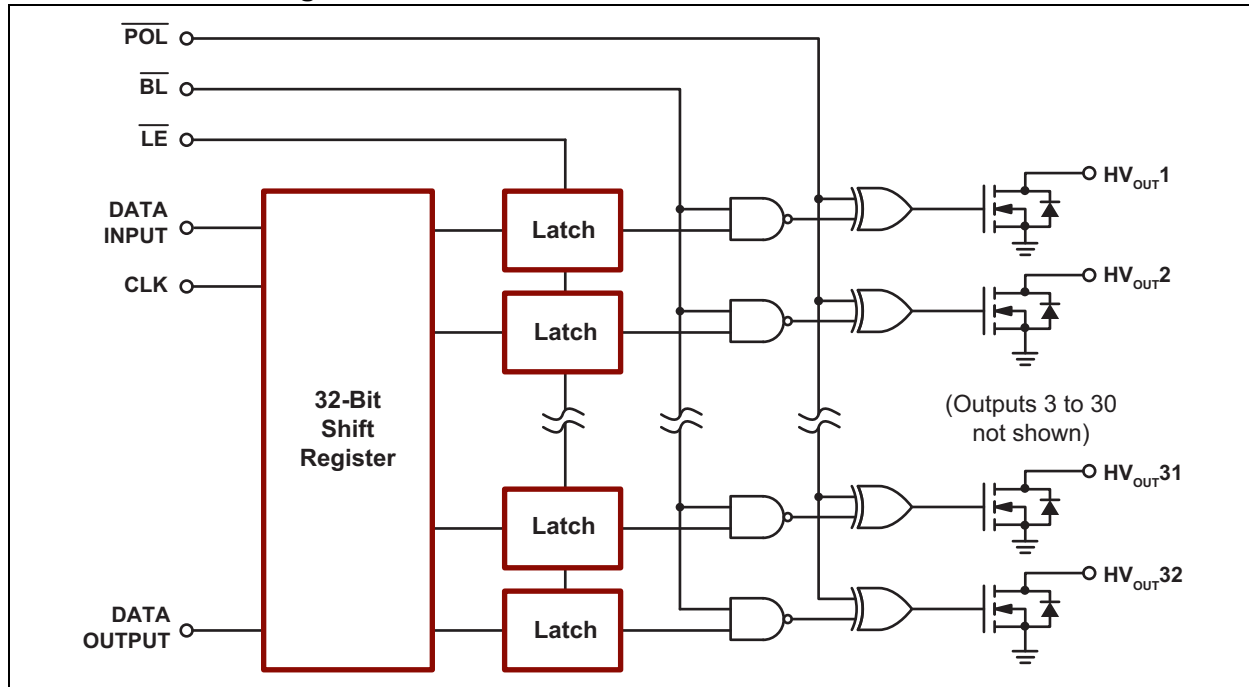 POL
BL
LE
DATA
INPUT
CLK
32-Bit
Shift
Register
DATA
OUTPUT
Latch
Latch
Latch
Latch
HVOUT1
HVOUT2
(Outputs 3 to 30
not shown)
HVOUT31
HVOUT32